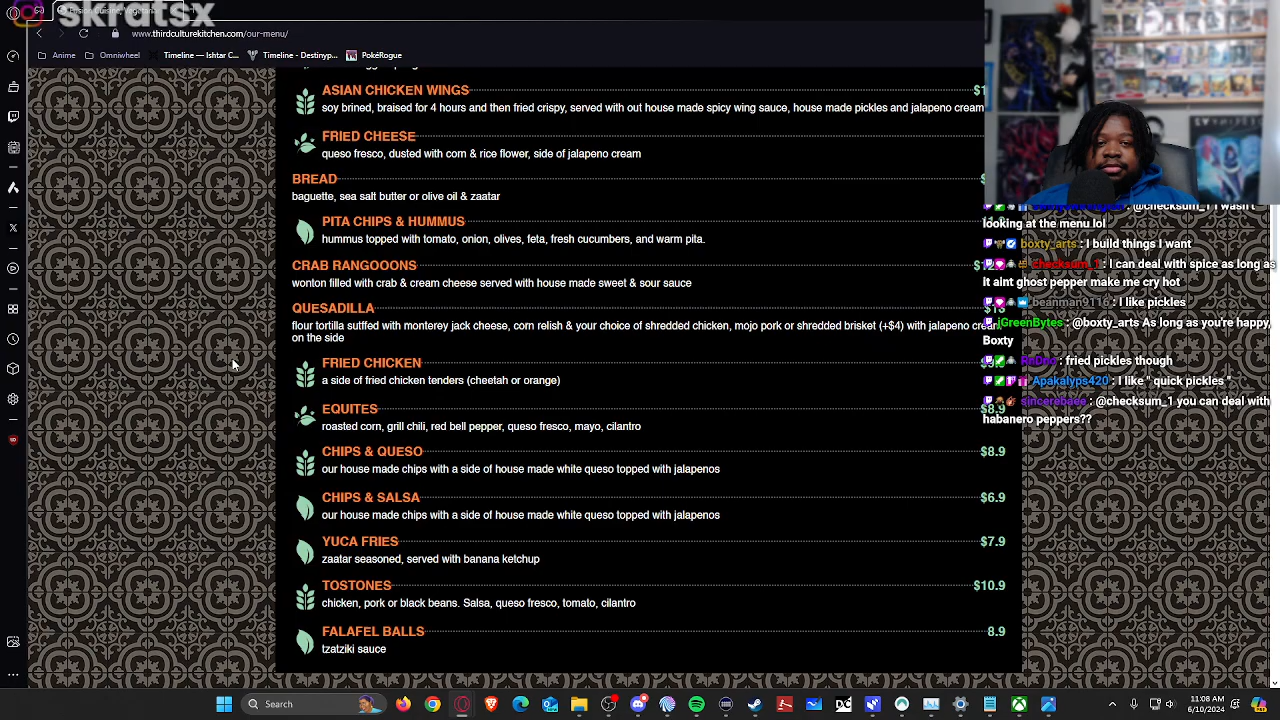 skratsx
www.thirdculturekitchen.com/our-menu/
Anime
Omniwheel
Timeline — Ishtar C...
Timeline - Destinyp...
PokéRogue
ASIAN CHICKEN WINGS
soy brined, braised for 4 hours and then fried crispy, served with out house made spicy wing sauce, house made pickles and jalapeno cream
FRIED CHEESE
queso fresco, dusted with corn & rice flower, side of jalapeno cream
BREAD
baguette, sea salt butter or olive oil & zaatar
PITA CHIPS & HUMMUS
hummus topped with tomato, onion, olives, feta, fresh cucumbers, and warm pita.
CRAB RANGOOONS
wonton filled with crab & cream cheese served with house made sweet & sour sauce
QUESADILLA
flour tortilla sutffed with monterey jack cheese, corn relish & your choice of shredded chicken, mojo pork or shredded brisket (+$4) with jalapeno cream
on the side
FRIED CHICKEN
a side of fried chicken tenders (cheetah or orange)
EQUITES $8.9
roasted corn, grill chili, red bell pepper, queso fresco, mayo, cilantro
CHIPS & QUESO $8.9
our house made chips with a side of house made white queso topped with jalapenos
CHIPS & SALSA $6.9
our house made chips with a side of house made white queso topped with jalapenos
YUCA FRIES $7.9
zaatar seasoned, served with banana ketchup
TOSTONES $10.9
chicken, pork or black beans. Salsa, queso fresco, tomato, cilantro
FALAFEL BALLS 8.9
tzatziki sauce
: @checksum_1 I wasn't
looking at the menu lol
boxty_arts : I build things I want
checksum_1 : I can deal with spice as long as
it aint ghost pepper make me cry hot
beanman9116 : I like pickles
iGreenBytes : @boxty_arts As long as you're happy,
Boxty
: fried pickles though
Apakalyps420 : I like " quick pickles "
sincerebaee : @checksum_1 you can deal with
habanero peppers??
Search
11:08 AM
6/10/2024